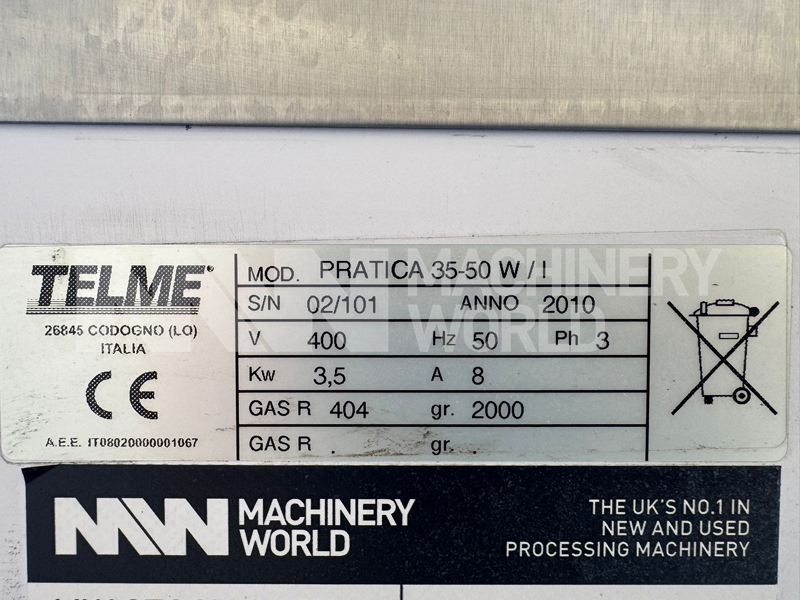 TELME®
26845 CODOGNO (LO)
ITALIA
CE
A.E.E. IT08020000001067
MOD. PRATICA 35-50 W / I
S/N 02/101 ANNO 2010
V 400 Hz 50 Ph 3
Kw 3,5 A 8
GAS R 404 gr. 2000
GAS R . gr. .
MACHINERY
WORLD
MW MACHINERY
WORLD
THE UK'S NO.1 IN
NEW AND USED
PROCESSING MACHINERY